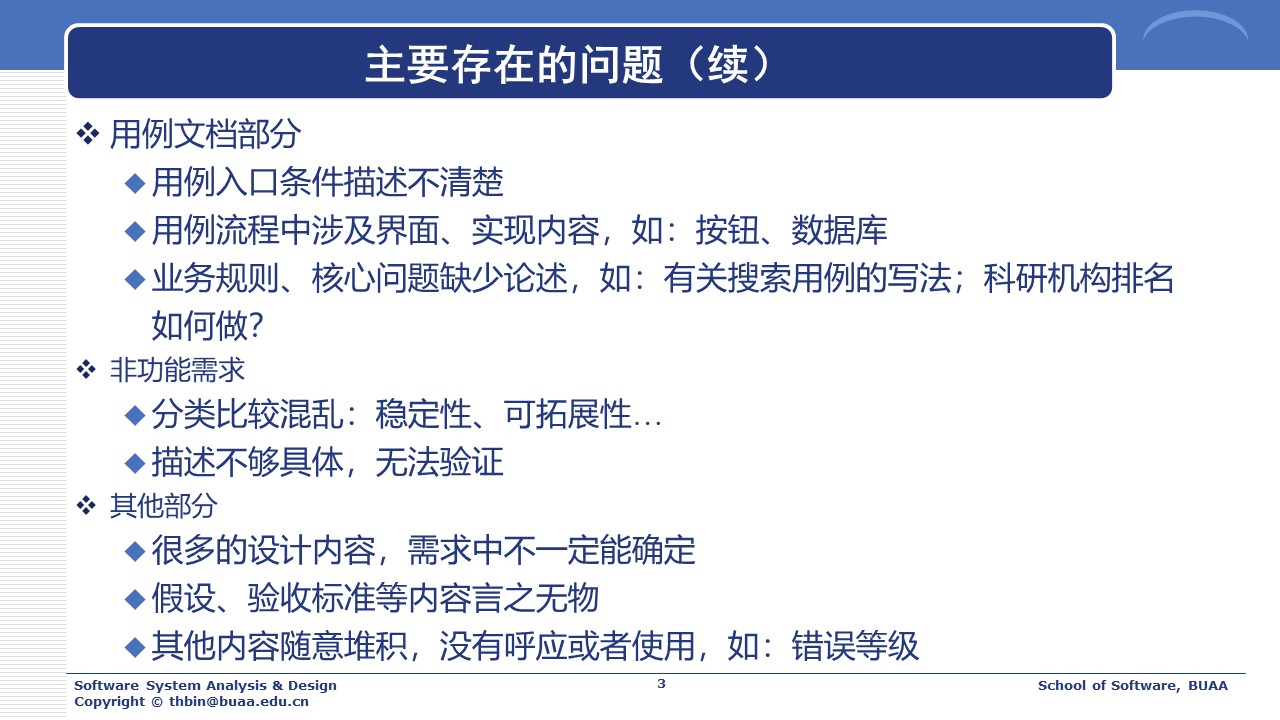 主要存在的问题（续）
用例文档部分
用例入口条件描述不清楚
用例流程中涉及界面、实现内容，如：按钮、数据库
业务规则、核心问题缺少论述，如：有关搜索用例的写法；科研机构排名
如何做？
非功能需求
分类比较混乱：稳定性、可拓展性…
描述不够具体，无法验证
其他部分
很多的设计内容，需求中不一定能确定
假设、验收标准等内容言之无物
其他内容随意堆积，没有呼应或者使用，如：错误等级
Software System Analysis & Design
Copyright © thbin@buaa.edu.cn
3
School of Software, BUAA